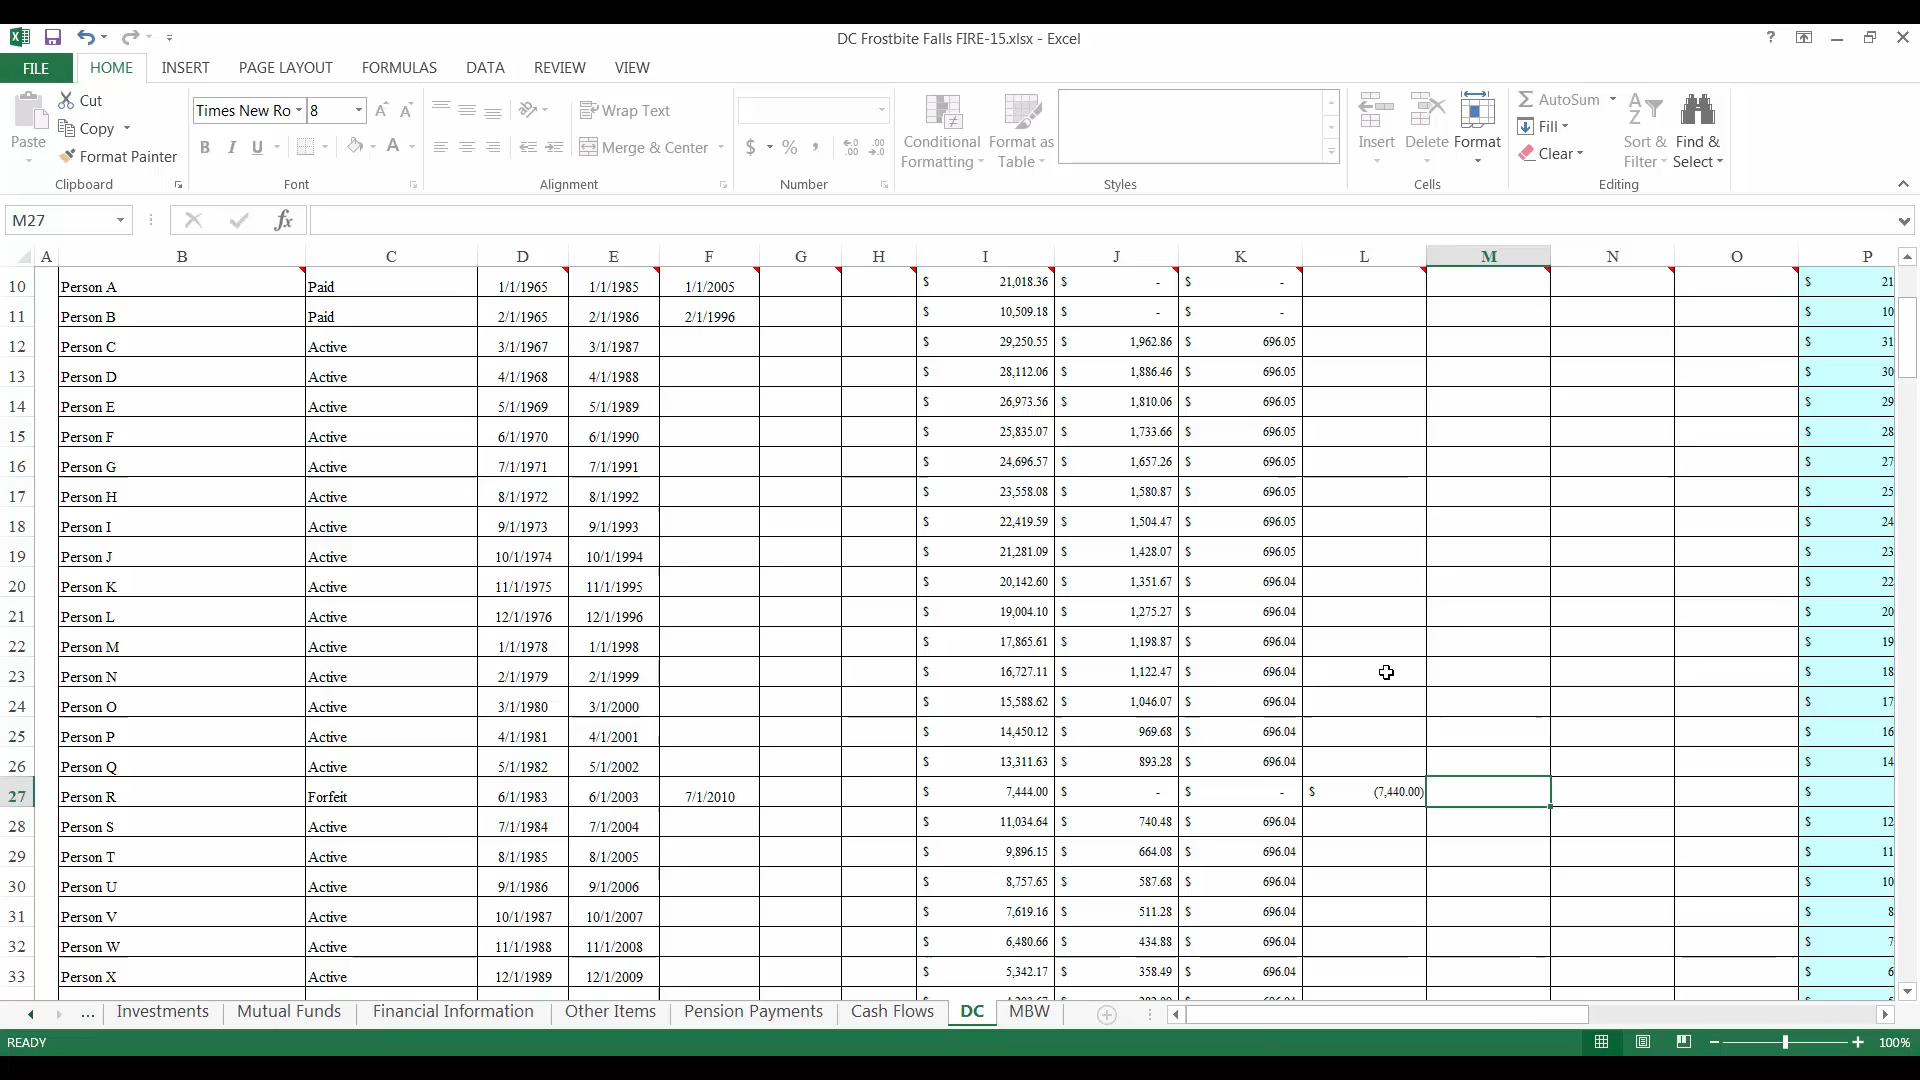 DC Frostbite Falls FIRE-15.xlsx - Excel
FILE HOME INSERT PAGE LAYOUT FORMULAS DATA REVIEW VIEW
Cut
Copy
Format Painter
Paste
Clipboard
Times New Ro 8
B I U A
Font
Wrap Text
Merge & Center
Alignment
$ % ,
Number
Conditional Formatting
Format as Table
Styles
Insert Delete Format
Cells
AutoSum
Fill
Clear
Sort & Filter
Find & Select
Editing
M27 fx
A B C D E F G H I J K L M N O P
10 Person A Paid 1/1/1965 1/1/1985 1/1/2005 $ 21,018.36 $ - $ - $ 21
11 Person B Paid 2/1/1965 2/1/1986 2/1/1996 $ 10,509.18 $ - $ - $ 10
12 Person C Active 3/1/1967 3/1/1987 $ 29,250.55 $ 1,962.86 $ 696.05 $ 31
13 Person D Active 4/1/1968 4/1/1988 $ 28,112.06 $ 1,886.46 $ 696.05 $ 30
14 Person E Active 5/1/1969 5/1/1989 $ 26,973.56 $ 1,810.06 $ 696.05 $ 29
15 Person F Active 6/1/1970 6/1/1990 $ 25,835.07 $ 1,733.66 $ 696.05 $ 28
16 Person G Active 7/1/1971 7/1/1991 $ 24,696.57 $ 1,657.26 $ 696.05 $ 27
17 Person H Active 8/1/1972 8/1/1992 $ 23,558.08 $ 1,580.87 $ 696.05 $ 25
18 Person I Active 9/1/1973 9/1/1993 $ 22,419.59 $ 1,504.47 $ 696.05 $ 24
19 Person J Active 10/1/1974 10/1/1994 $ 21,281.09 $ 1,428.07 $ 696.05 $ 23
20 Person K Active 11/1/1975 11/1/1995 $ 20,142.60 $ 1,351.67 $ 696.04 $ 22
21 Person L Active 12/1/1976 12/1/1996 $ 19,004.10 $ 1,275.27 $ 696.04 $ 20
22 Person M Active 1/1/1978 1/1/1998 $ 17,865.61 $ 1,198.87 $ 696.04 $ 19
23 Person N Active 2/1/1979 2/1/1999 $ 16,727.11 $ 1,122.47 $ 696.04 $ 18
24 Person O Active 3/1/1980 3/1/2000 $ 15,588.62 $ 1,046.07 $ 696.04 $ 17
25 Person P Active 4/1/1981 4/1/2001 $ 14,450.12 $ 969.68 $ 696.04 $ 16
26 Person Q Active 5/1/1982 5/1/2002 $ 13,311.63 $ 893.28 $ 696.04 $ 14
27 Person R Forfeit 6/1/1983 6/1/2003 7/1/2010 $ 7,444.00 $ - $ - $ (7,440.00) $
28 Person S Active 7/1/1984 7/1/2004 $ 11,034.64 $ 740.48 $ 696.04 $ 12
29 Person T Active 8/1/1985 8/1/2005 $ 9,896.15 $ 664.08 $ 696.04 $ 11
30 Person U Active 9/1/1986 9/1/2006 $ 8,757.65 $ 587.68 $ 696.04 $ 10
31 Person V Active 10/1/1987 10/1/2007 $ 7,619.16 $ 511.28 $ 696.04 $ 8
32 Person W Active 11/1/1988 11/1/2008 $ 6,480.66 $ 434.88 $ 696.04 $ 7
33 Person X Active 12/1/1989 12/1/2009 $ 5,342.17 $ 358.49 $ 696.04 $ 6
... Investments Mutual Funds Financial Information Other Items Pension Payments Cash Flows DC MBW
READY 100%